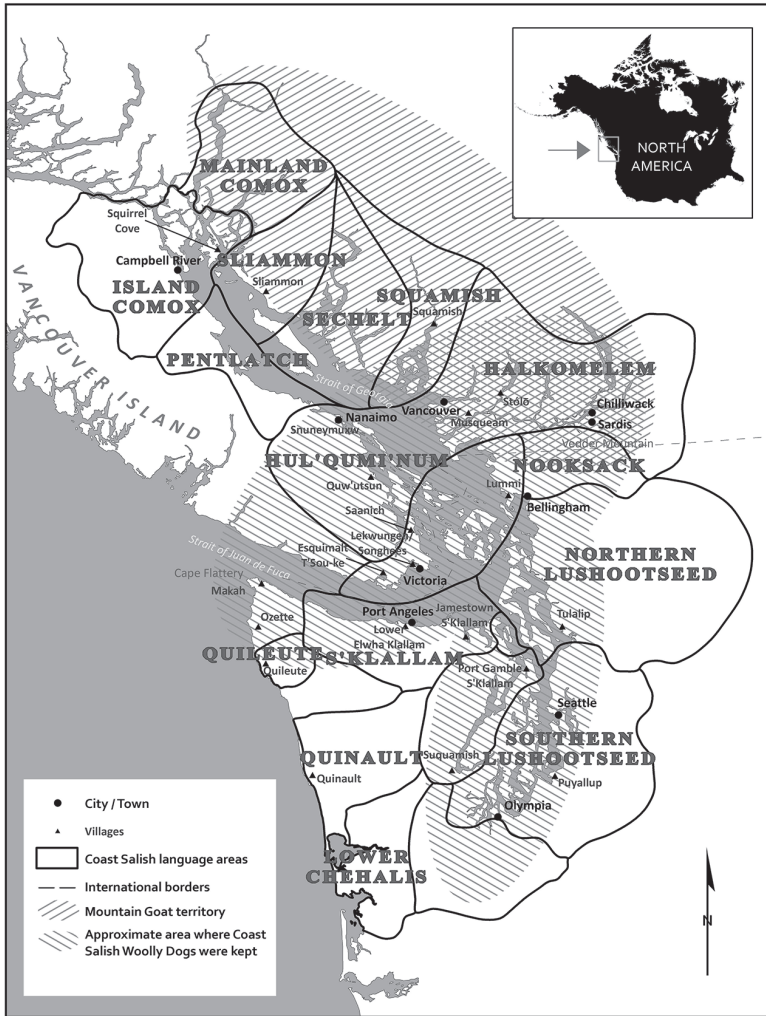 NORTH
AMERICA
MAINLAND
COMOX
Squirrel
Cove
Campbell River
SLIAMMON
Sliammon
ISLAND
COMOX
SECHELT
SQUAMISH
Squamish
PENTLATCH
VANCOUVER ISLAND
HALKOMELEM
Strait of Georgia
Vancouver
Stólō
Musqueam
Chilliwack
Sardis
Nanaimo
Snuneymuxw
Vedder Mountain
HUL'QUMI'NUM
NOOKSACK
Quw'utsun
Lummi
Bellingham
Saanich
Lekwungen/
Songhees
Esquimalt
T'Sou-ke
Strait of Juan de Fuca
Victoria
NORTHERN
LUSHOOTSEED
Cape Flattery
Makah
Port Angeles
Jamestown
S'Klallam
Tulalip
Ozette
Lower
Elwha Klallam
QUILEUTE
S'KLALLAM
Quileute
Port Gamble
S'Klallam
Seattle
SOUTHERN
LUSHOOTSEED
QUINAULT
Suquamish
Quinault
Puyallup
Olympia
LOWER
CHEHALIS
City / Town
Villages
Coast Salish language areas
International borders
Mountain Goat territory
Approximate area where Coast
Salish Woolly Dogs were kept
N